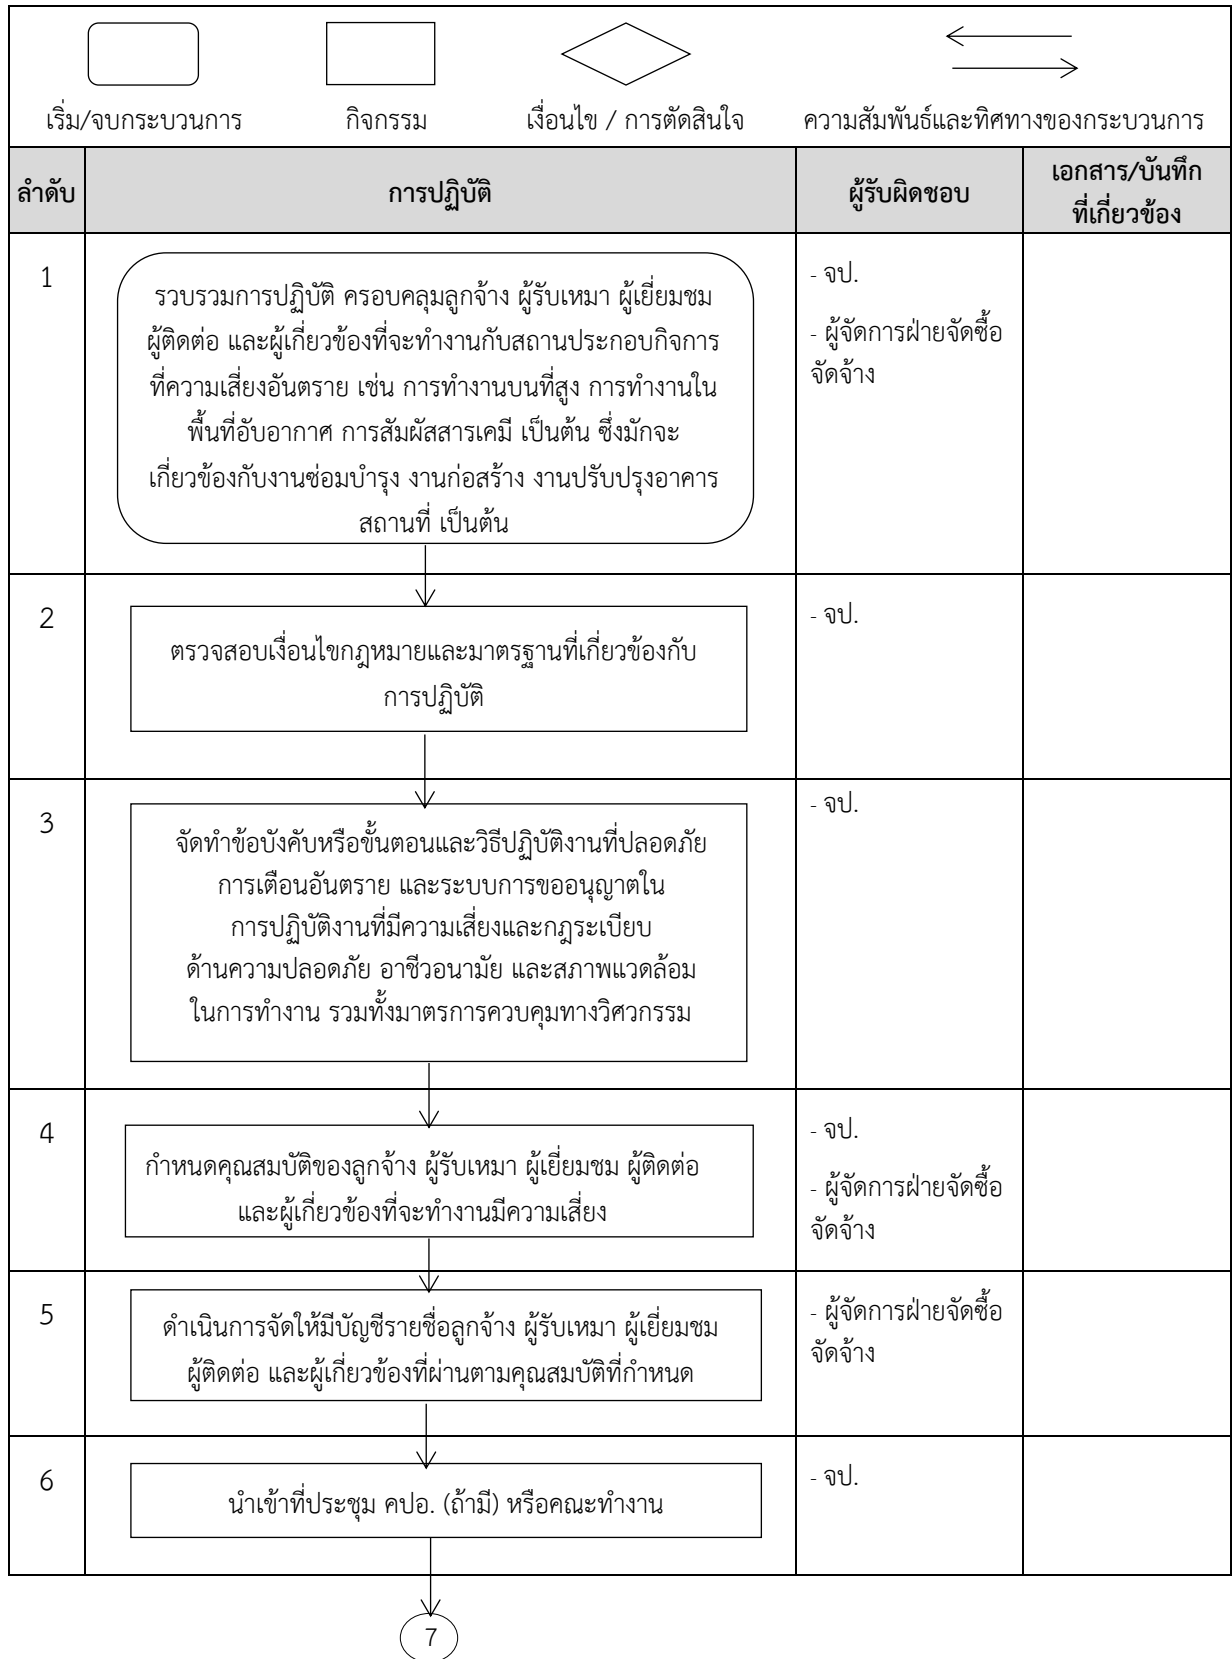 เริ่ม/จบกระบวนการ กิจกรรม เงื่อนไข / การตัดสินใจ ความสัมพันธ์และทิศทางของกระบวนการ
ลำดับ การปฏิบัติ ผู้รับผิดชอบ เอกสาร/บันทึก
ที่เกี่ยวข้อง
1
รวบรวมการปฏิบัติ ครอบคลุมลูกจ้าง ผู้รับเหมา ผู้เยี่ยมชม
ผู้ติดต่อ และผู้เกี่ยวข้องที่จะทำงานกับสถานประกอบกิจการ
ที่ความเสี่ยงอันตราย เช่น การทำงานบนที่สูง การทำงานใน
พื้นที่อับอากาศ การสัมผัสสารเคมี เป็นต้น ซึ่งมักจะ
เกี่ยวข้องกับงานซ่อมบำรุง งานก่อสร้าง งานปรับปรุงอาคาร
สถานที่ เป็นต้น
- จป.
- ผู้จัดการฝ่ายจัดซื้อ
จัดจ้าง
2
ตรวจสอบเงื่อนไขกฎหมายและมาตรฐานที่เกี่ยวข้องกับ
การปฏิบัติ
- จป.
3
จัดทำข้อบังคับหรือขั้นตอนและวิธีปฏิบัติงานที่ปลอดภัย
การเตือนอันตราย และระบบการขออนุญาตใน
การปฏิบัติงานที่มีความเสี่ยงและกฎระเบียบ
ด้านความปลอดภัย อาชีวอนามัย และสภาพแวดล้อม
ในการทำงาน รวมทั้งมาตรการควบคุมทางวิศวกรรม
- จป.
4
กำหนดคุณสมบัติของลูกจ้าง ผู้รับเหมา ผู้เยี่ยมชม ผู้ติดต่อ
และผู้เกี่ยวข้องที่จะทำงานมีความเสี่ยง
- จป.
- ผู้จัดการฝ่ายจัดซื้อ
จัดจ้าง
5
ดำเนินการจัดให้มีบัญชีรายชื่อลูกจ้าง ผู้รับเหมา ผู้เยี่ยมชม
ผู้ติดต่อ และผู้เกี่ยวข้องที่ผ่านตามคุณสมบัติที่กำหนด
- ผู้จัดการฝ่ายจัดซื้อ
จัดจ้าง
6
นำเข้าที่ประชุม คปอ. (ถ้ามี) หรือคณะทำงาน
- จป.
7